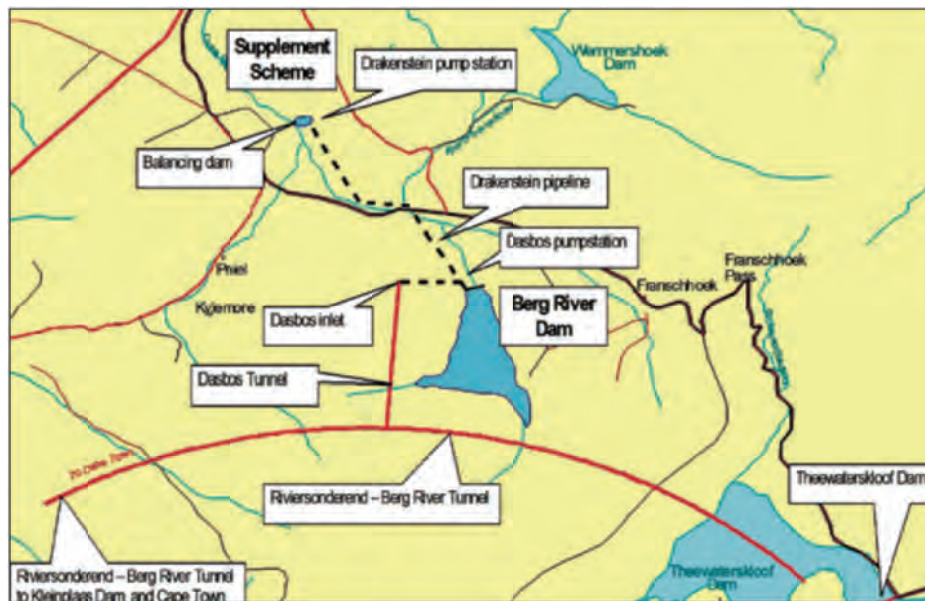 Supplement
Scheme
Drakenstein pump station
Wemmershoek
Dam
Balancing dam
Drakenstein pipeline
Dasbos pumpstation
Pniel
Kylemore
Dasbos inlet
Berg River
Dam
Franschhoek
Franschhoek
Pass
Dasbos Tunnel
Riviersonderend – Berg River Tunnel
Theewaterskloof Dam
Theewaterskloof
Dam
Riviersonderend – Berg River Tunnel
to Kleinplaas Dam and Cape Town